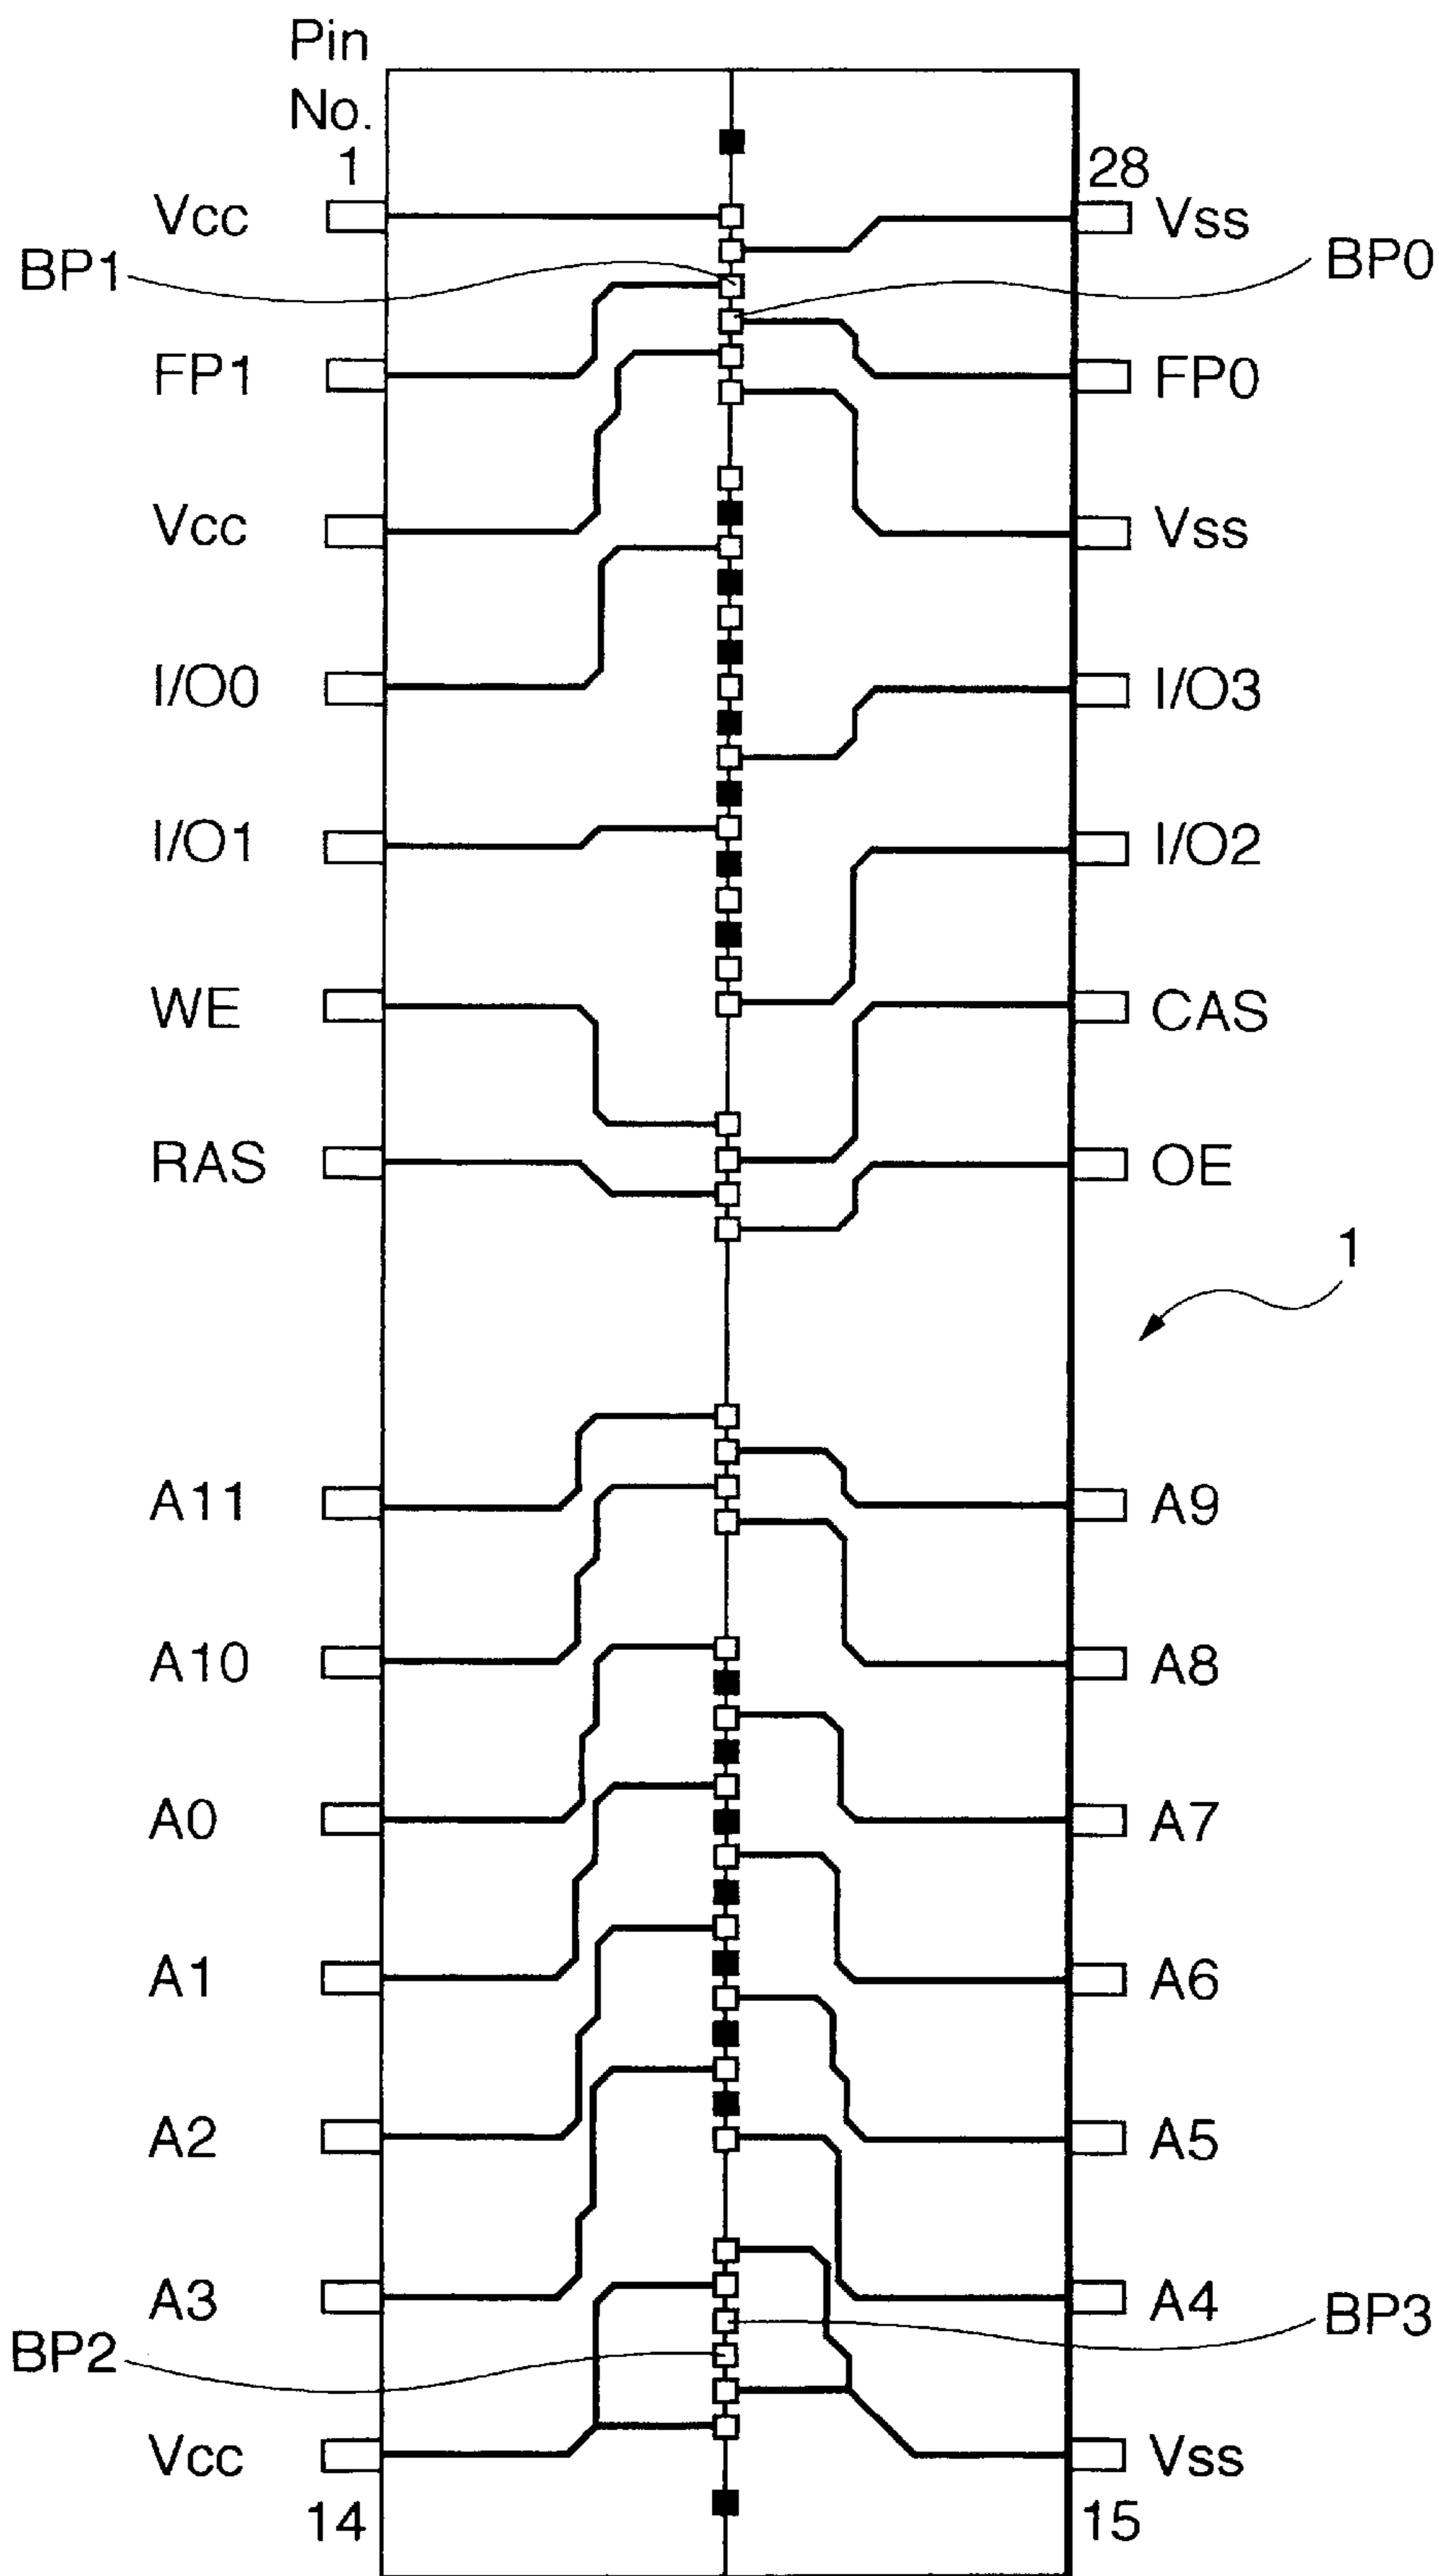 Pin
No.
1
28
Vcc
Vss
BP1
BP0
FP1
FP0
Vcc
Vss
I/O0
I/O3
I/O1
I/O2
WE
CAS
RAS
OE
1
A11
A9
A10
A8
A0
A7
A1
A6
A2
A5
A3
A4
BP2
BP3
Vcc
Vss
14
15